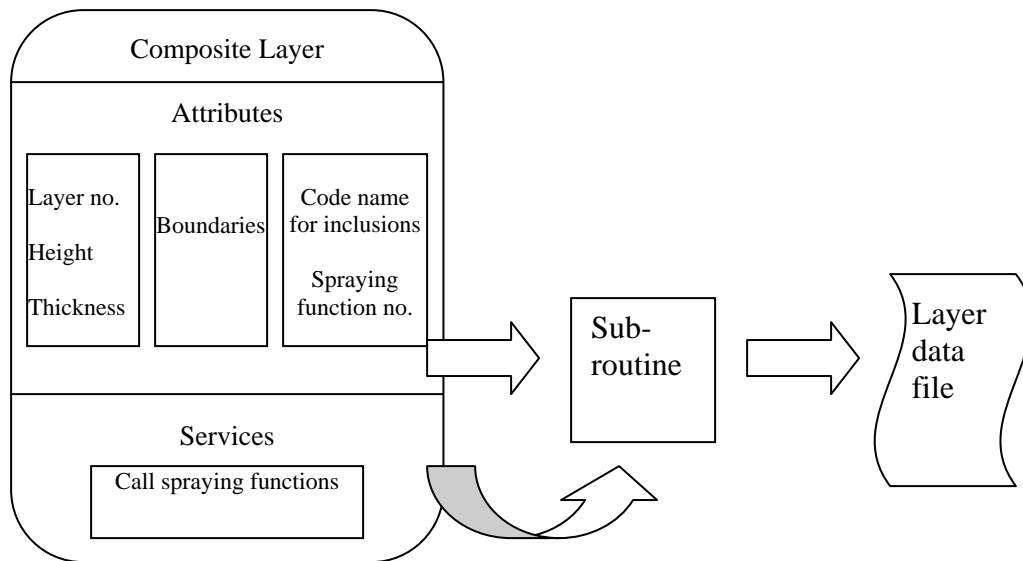 Composite Layer
Attributes
Layer no.
Height
Thickness
Boundaries
Code name
for inclusions
Spraying
function no.
Sub-
routine
Layer
data
file
Services
Call spraying functions